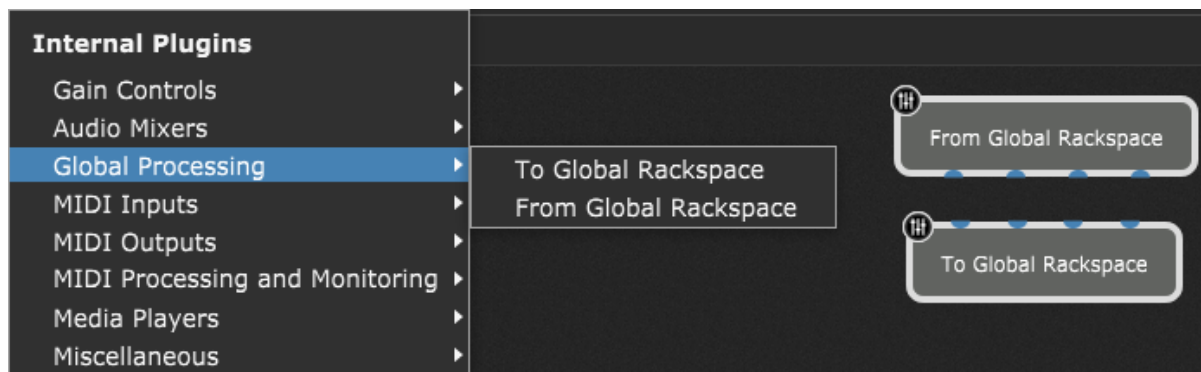 Internal Plugins
Gain Controls
Audio Mixers
Global Processing
MIDI Inputs
MIDI Outputs
MIDI Processing and Monitoring
Media Players
Miscellaneous
To Global Rackspace
From Global Rackspace
From Global Rackspace
To Global Rackspace